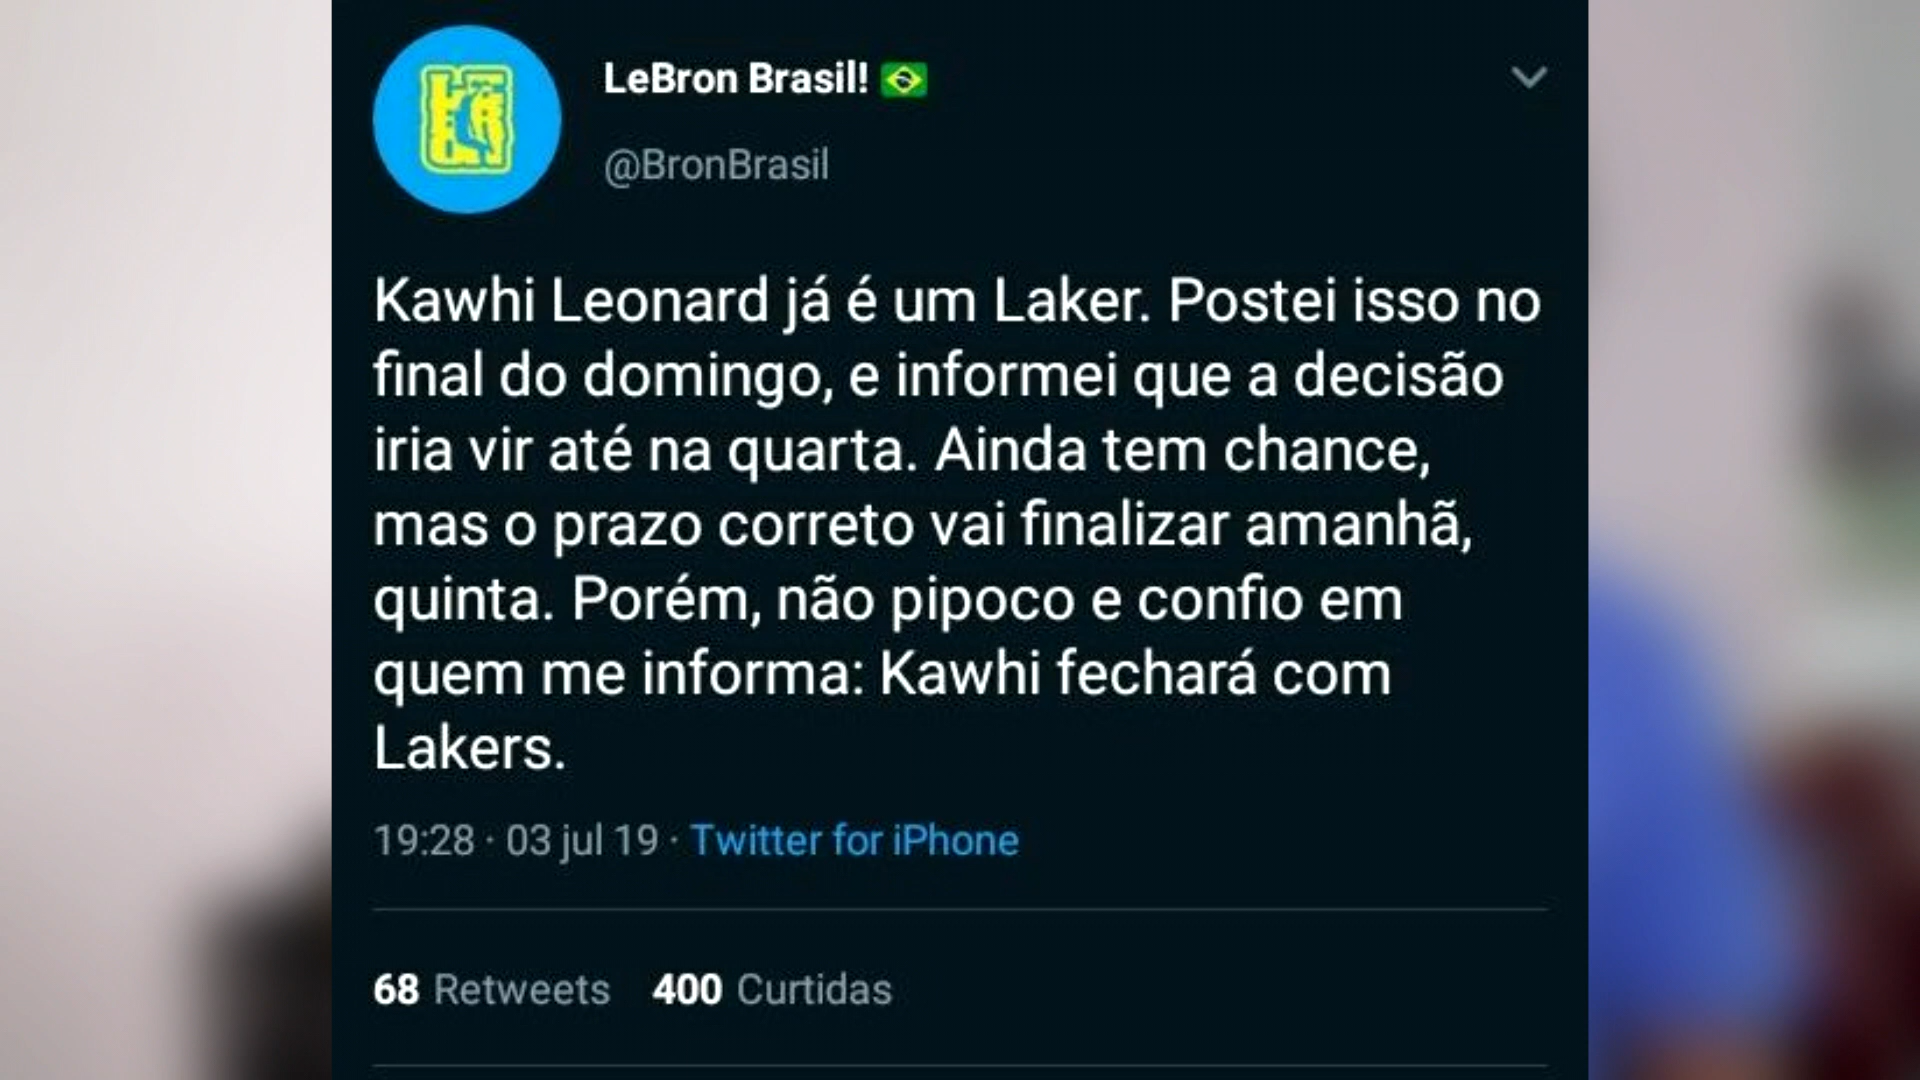 LeBron Brasil!
@BronBrasil
Kawhi Leonard já é um Laker. Postei isso no
final do domingo, e informei que a decisão
iria vir até na quarta. Ainda tem chance,
mas o prazo correto vai finalizar amanhã,
quinta. Porém, não pipoco e confio em
quem me informa: Kawhi fechará com
Lakers.
19:28 · 03 jul 19 · Twitter for iPhone
68 Retweets 400 Curtidas